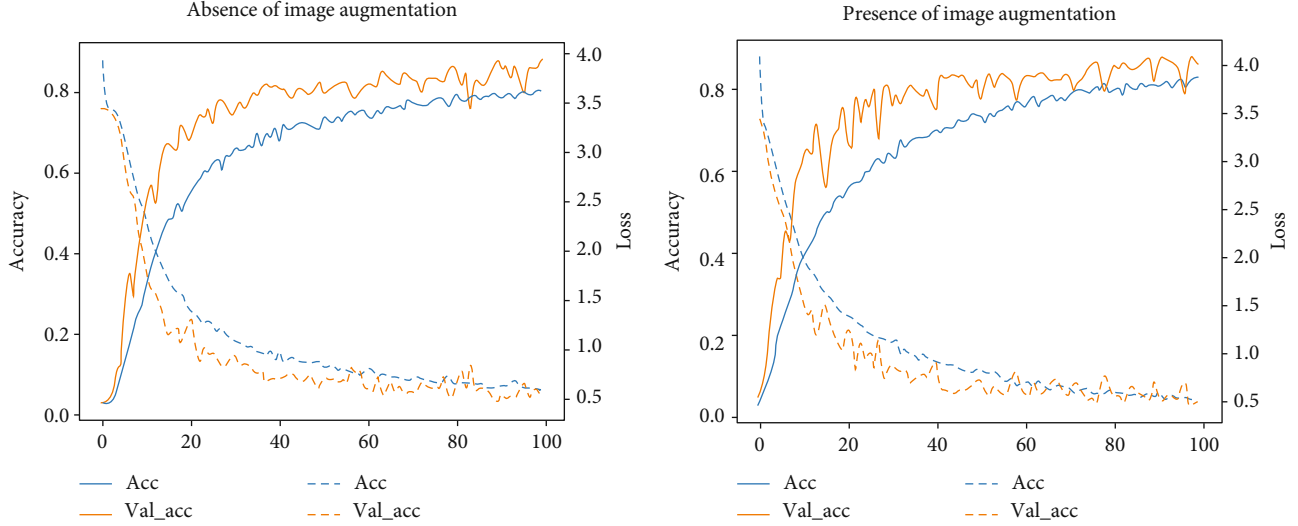 Absence of image augmentation
Accuracy
0.8
0.6
0.4
0.2
0.0
4.0
3.5
3.0
2.5
2.0
1.5
1.0
0.5
Loss
0 20 40 60 80 100
Acc Acc
Val_acc Val_acc
Presence of image augmentation
Accuracy
0.8
0.6
0.4
0.2
0.0
4.0
3.5
3.0
2.5
2.0
1.5
1.0
0.5
Loss
0 20 40 60 80 100
Acc Acc
Val_acc Val_acc